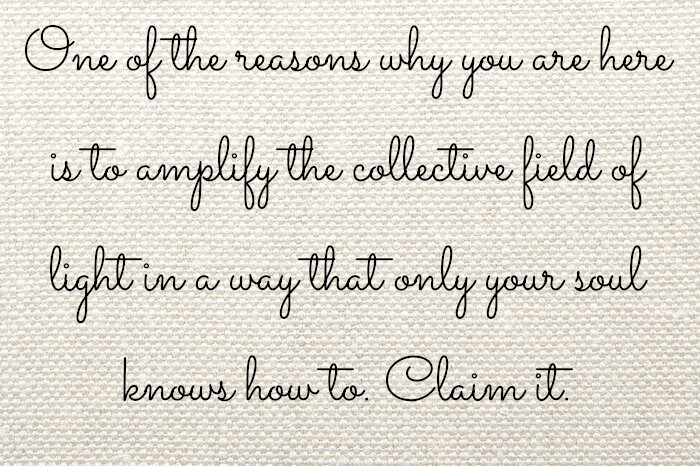 One of the reasons why you are here
is to amplify the collective field of
light in a way that only your soul
knows how to. Claim it.